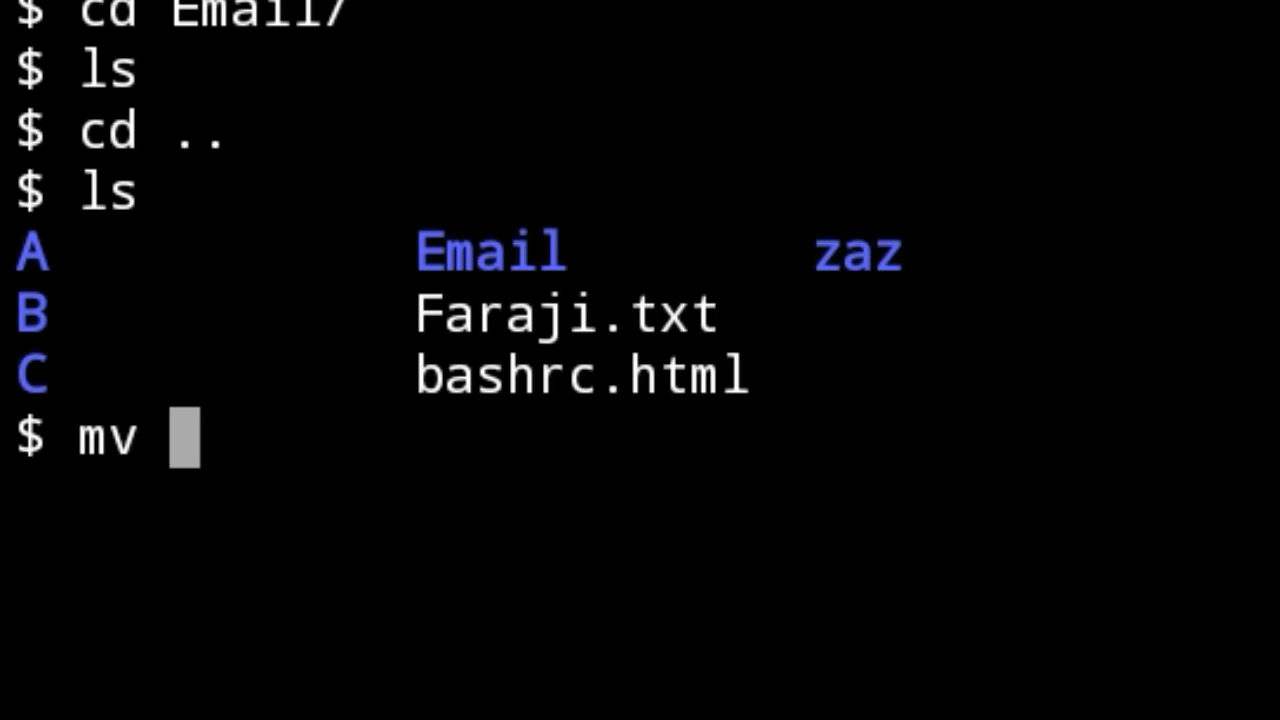 $ cd Email/
$ ls
$ cd ..
$ ls
A Email zaz
B Faraji.txt
C bashrc.html
$ mv